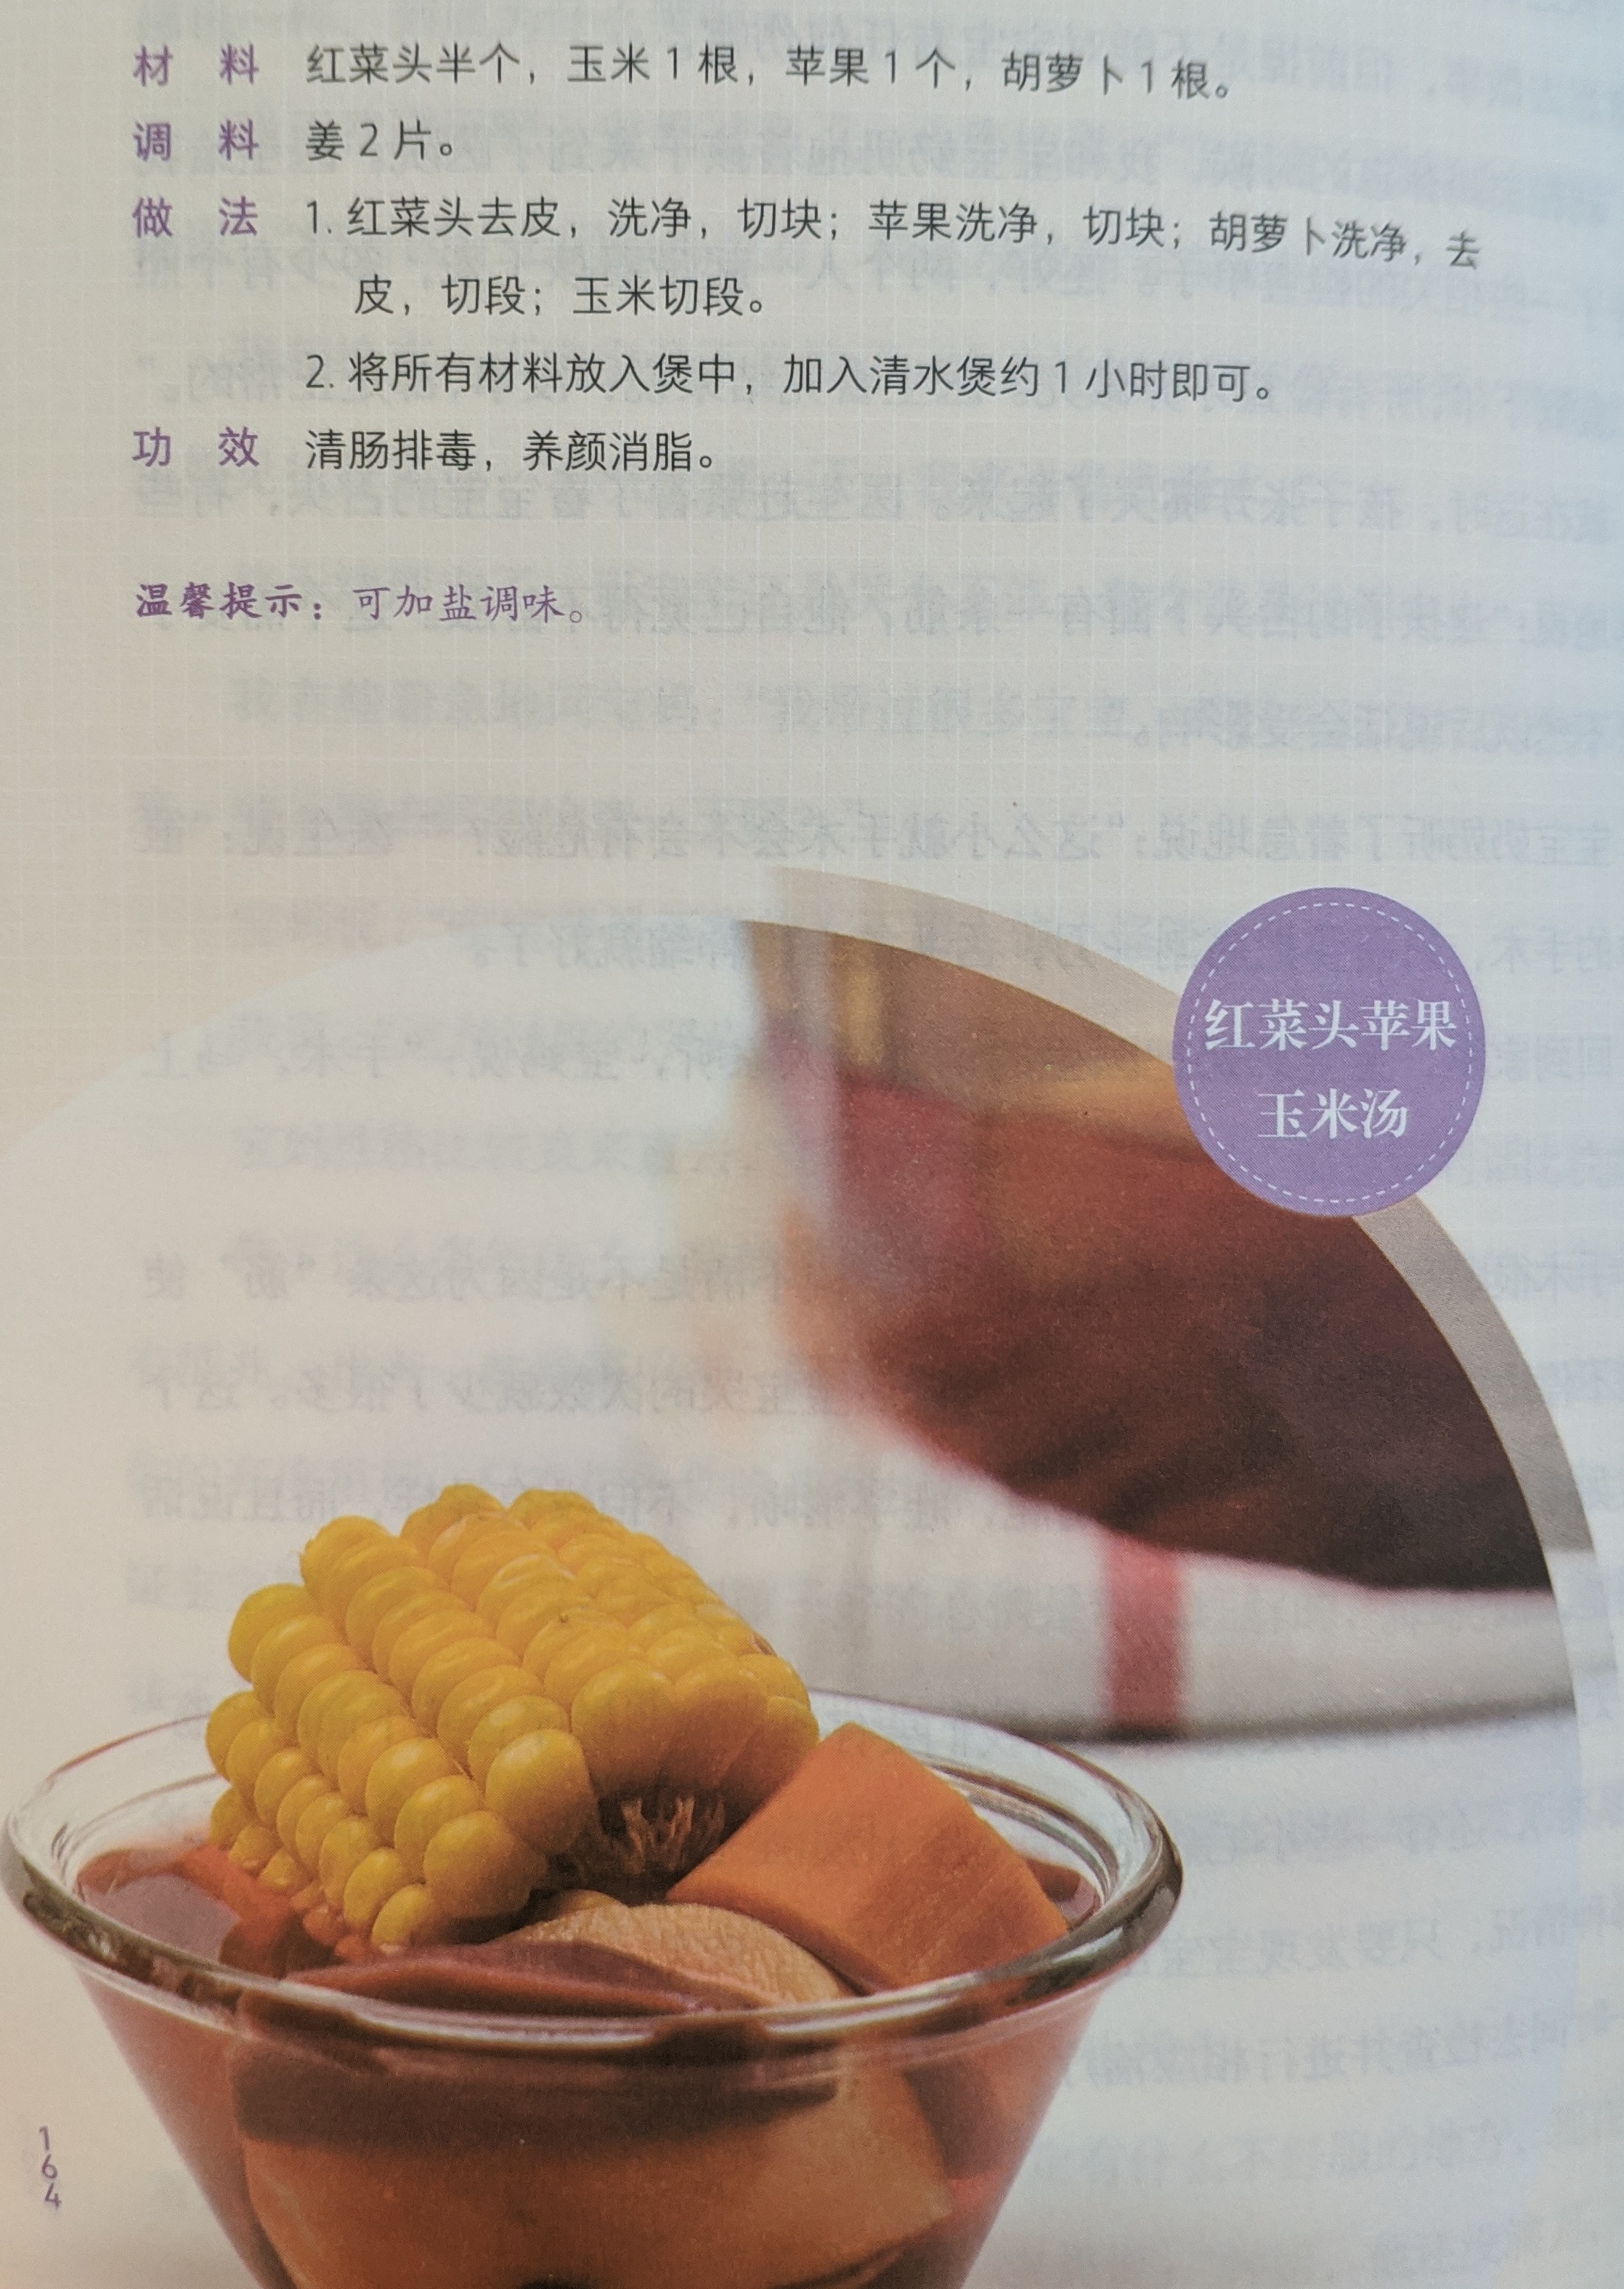 材 料 红菜头半个，玉米1根，苹果1个，胡萝卜1根。
调 料 姜2片。
做 法 1. 红菜头去皮，洗净，切块；苹果洗净，切块；胡萝卜洗净，去
皮，切段；玉米切段。
2. 将所有材料放入煲中，加入清水煲约1小时即可。
功 效 清肠排毒，养颜消脂。
温馨提示：可加盐调味。
红菜头苹果
玉米汤
164